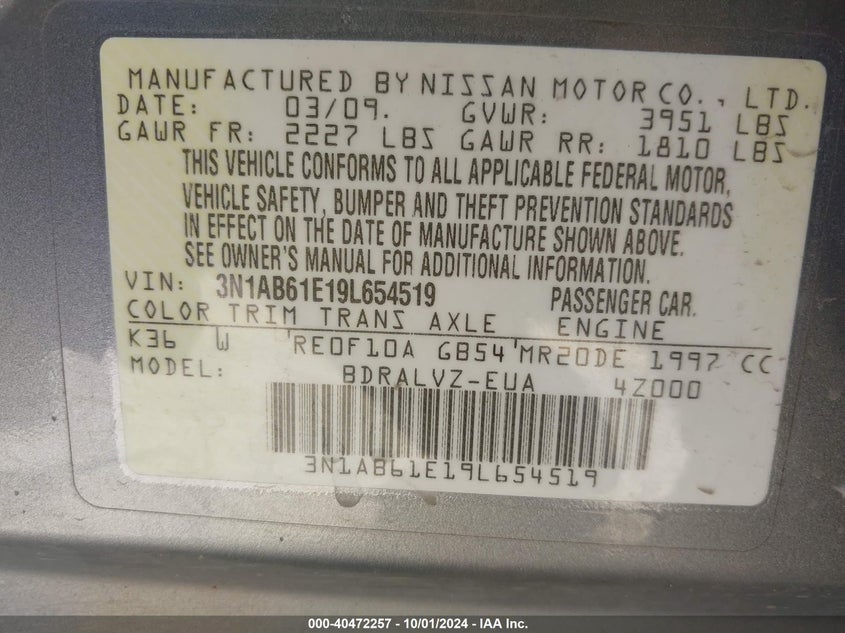 MANUFACTURED BY NISSAN MOTOR CO., LTD.
DATE: 03/09. GVWR: 3951 LBS
GAWR FR: 2227 LBS GAWR RR: 1810 LBS
THIS VEHICLE CONFORMS TO ALL APPLICABLE FEDERAL MOTOR,
VEHICLE SAFETY, BUMPER AND THEFT PREVENTION STANDARDS
IN EFFECT ON THE DATE OF MANUFACTURE SHOWN ABOVE.
SEE OWNER'S MANUAL FOR ADDITIONAL INFORMATION.
VIN: 3N1AB61E19L654519 PASSENGER CAR.
COLOR TRIM TRANS AXLE ENGINE
K36 W RE0F10A GB54 MR20DE 1997 CC
MODEL: BDRALVZ-EUA 4Z000
3N1AB61E19L654519
000-40472257 - 10/01/2024 - IAA Inc.